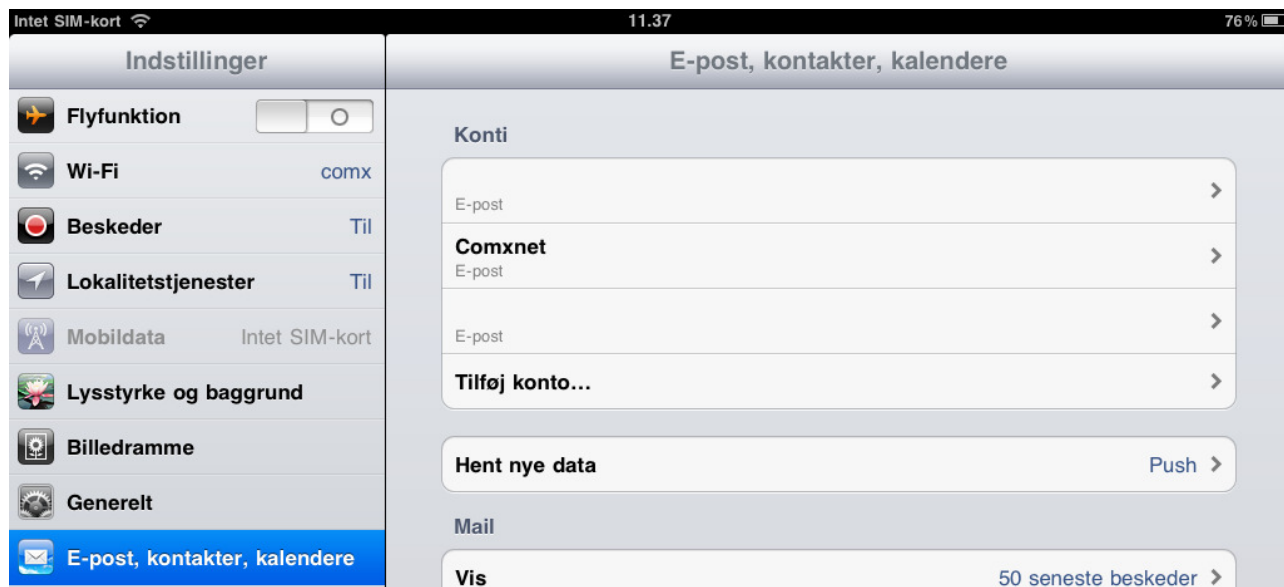 Intet SIM-kort
11.37
76%
Indstillinger
Flyfunktion
Wi-Fi
comx
Beskeder
Til
Lokalitetstjenester
Til
Mobildata
Intet SIM-kort
Lysstyrke og baggrund
Billedramme
Generelt
E-post, kontakter, kalendere
E-post, kontakter, kalendere
Konti
E-post
Comxnet
E-post
E-post
Tilføj konto...
Hent nye data
Push
Mail
Vis
50 seneste beskeder